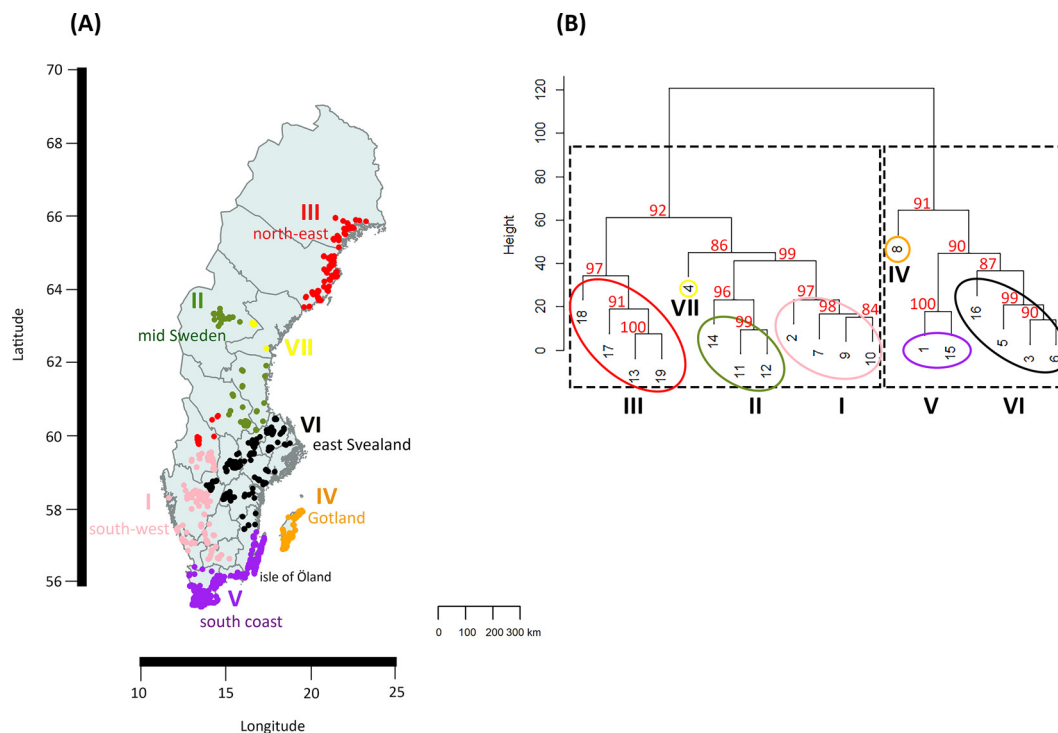 (A)
(B)
70
68
66
64
62
60
58
56
Latitude
III
north-east
II
mid Sweden
VII
VI
east Svealand
I
south-west
IV
Gotland
isle of Öland
V
south coast
0 100 200 300 km
10 15 20 25
Longitude
120
100
80
60
40
20
0
Height
92
91
86
90
99
87
97
96
97
91
98
84
100
99
100
99
90
8
IV
4
VII
18
17
13
19
14
11
12
2
7
9
10
1
15
16
5
3
6
III
II
I
V
VI